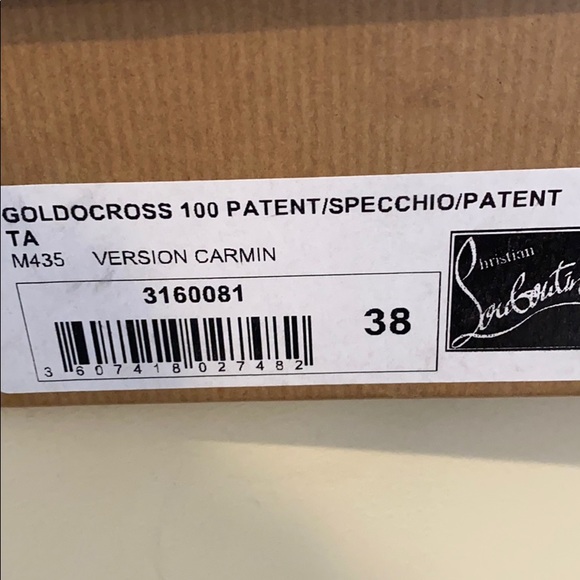 GOLDOCROSS 100 PATENT/SPECCHIO/PATENT
TA
M435 VERSION CARMIN
3160081
38
3 607418 027482
Christian
Louboutin